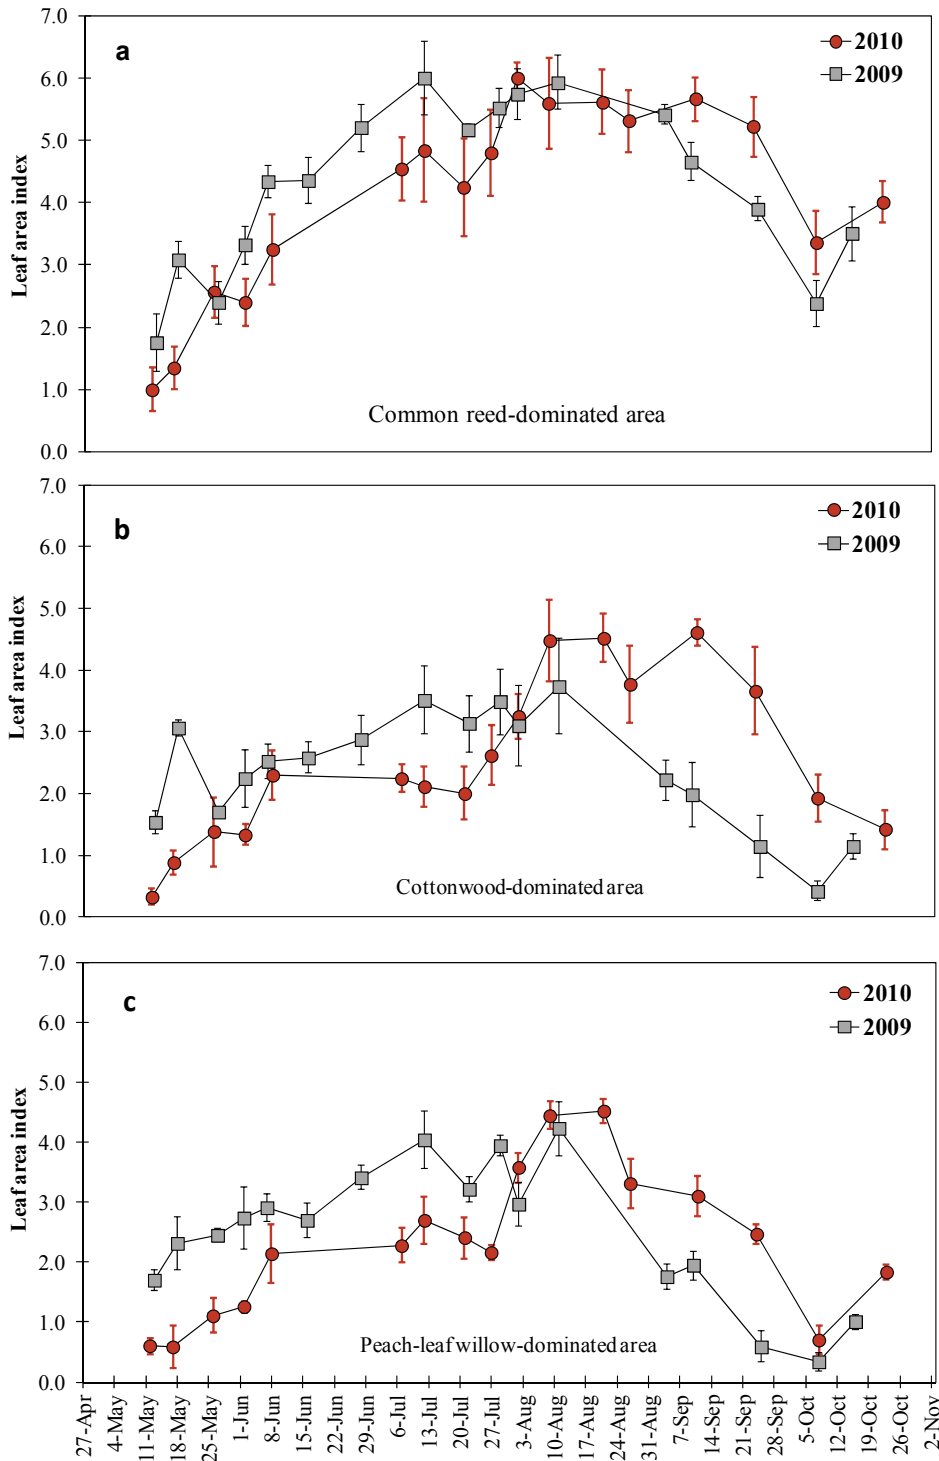 a
2010
2009
7.0
6.0
5.0
4.0
3.0
2.0
1.0
0.0
Leaf area index
Common reed-dominated area
b
2010
2009
7.0
6.0
5.0
4.0
3.0
2.0
1.0
0.0
Leaf area index
Cottonwood-dominated area
c
2010
2009
7.0
6.0
5.0
4.0
3.0
2.0
1.0
0.0
Leaf area index
Peach-leaf willow-dominated area
27-Apr
4-May
11-May
18-May
25-May
1-Jun
8-Jun
15-Jun
22-Jun
29-Jun
6-Jul
13-Jul
20-Jul
27-Jul
3-Aug
10-Aug
17-Aug
24-Aug
31-Aug
7-Sep
14-Sep
21-Sep
28-Sep
5-Oct
12-Oct
19-Oct
26-Oct
2-Nov